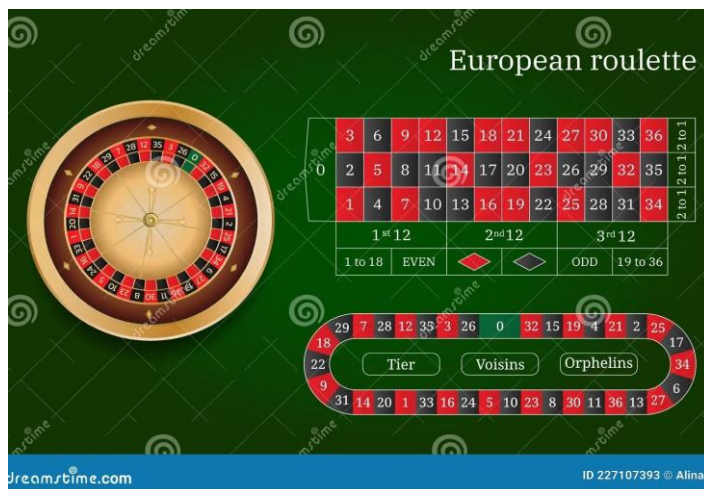 European roulette
3 6 9 12 15 18 21 24 27 30 33 36 2 to 1
0 2 5 8 11 14 17 20 23 26 29 32 35 2 to 1
1 4 7 10 13 16 19 22 25 28 31 34 2 to 1
1st 12 2nd 12 3rd 12
1 to 18 EVEN ODD 19 to 36
29 7 28 12 35 3 26 0 32 15 19 4 21 2 25
18 17
22 Tier Voisins Orphelins 34
9 6
31 14 20 1 33 16 24 5 10 23 8 30 11 36 13 27
dreamstime.com ID 227107393 © Alina